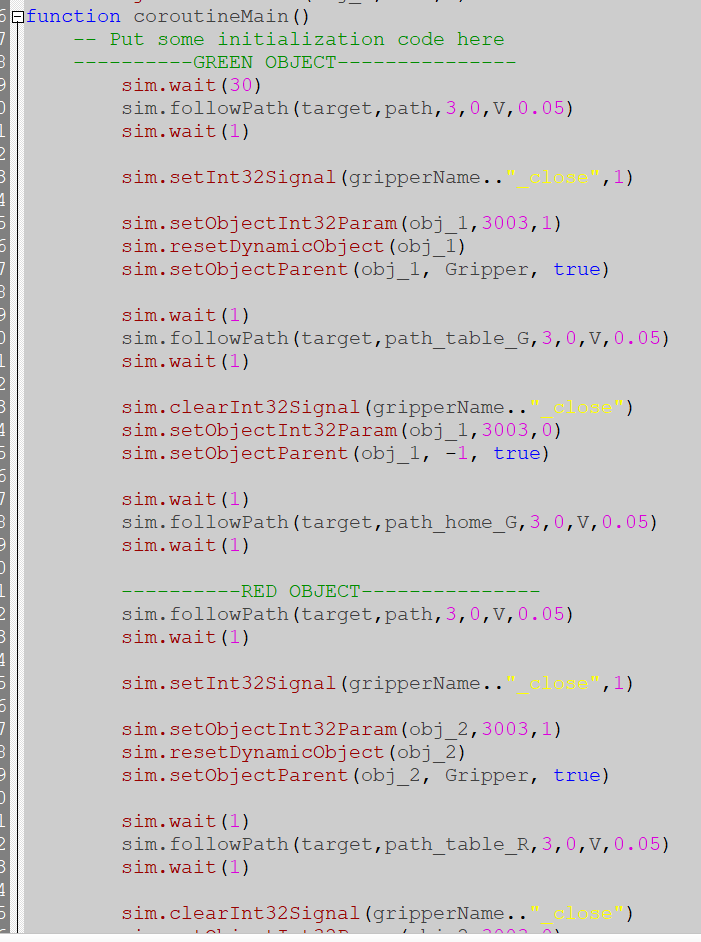 function coroutineMain()
-- Put some initialization code here
----------GREEN OBJECT---------------
sim.wait(30)
sim.followPath(target,path,3,0,V,0.05)
sim.wait(1)
sim.setInt32Signal(gripperName.."_close",1)
sim.setObjectInt32Param(obj_1,3003,1)
sim.resetDynamicObject(obj_1)
sim.setObjectParent(obj_1, Gripper, true)
sim.wait(1)
sim.followPath(target,path_table_G,3,0,V,0.05)
sim.wait(1)
sim.clearInt32Signal(gripperName.."_close")
sim.setObjectInt32Param(obj_1,3003,0)
sim.setObjectParent(obj_1, -1, true)
sim.wait(1)
sim.followPath(target,path_home_G,3,0,V,0.05)
sim.wait(1)
----------RED OBJECT---------------
sim.followPath(target,path,3,0,V,0.05)
sim.wait(1)
sim.setInt32Signal(gripperName.."_close",1)
sim.setObjectInt32Param(obj_2,3003,1)
sim.resetDynamicObject(obj_2)
sim.setObjectParent(obj_2, Gripper, true)
sim.wait(1)
sim.followPath(target,path_table_R,3,0,V,0.05)
sim.wait(1)
sim.clearInt32Signal(gripperName.."_close")